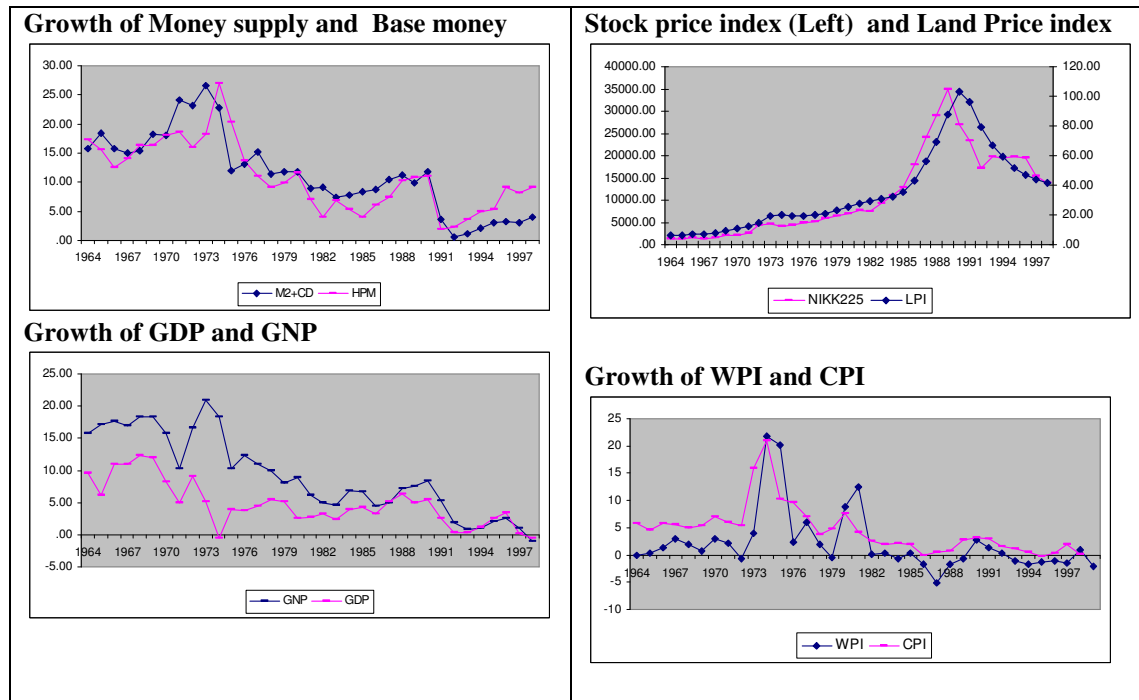 Growth of Money supply and Base money
30.00
25.00
20.00
15.00
10.00
5.00
.00
1964 1967 1970 1973 1976 1979 1982 1985 1988 1991 1994 1997
M2+CD HPM
Growth of GDP and GNP
25.00
20.00
15.00
10.00
5.00
.00
-5.00
1964 1967 1970 1973 1976 1979 1982 1985 1988 1991 1994 1997
GNP GDP
Stock price index (Left) and Land Price index
40000.00 120.00
35000.00 100.00
30000.00
25000.00 80.00
20000.00 60.00
15000.00 40.00
10000.00
5000.00 20.00
.00 .00
1964 1967 1970 1973 1976 1979 1982 1985 1988 1991 1994 1997
NIKK225 LPI
Growth of WPI and CPI
25
20
15
10
5
0
-5
-10
1964 1967 1970 1973 1976 1979 1982 1985 1988 1991 1994 1997
WPI CPI